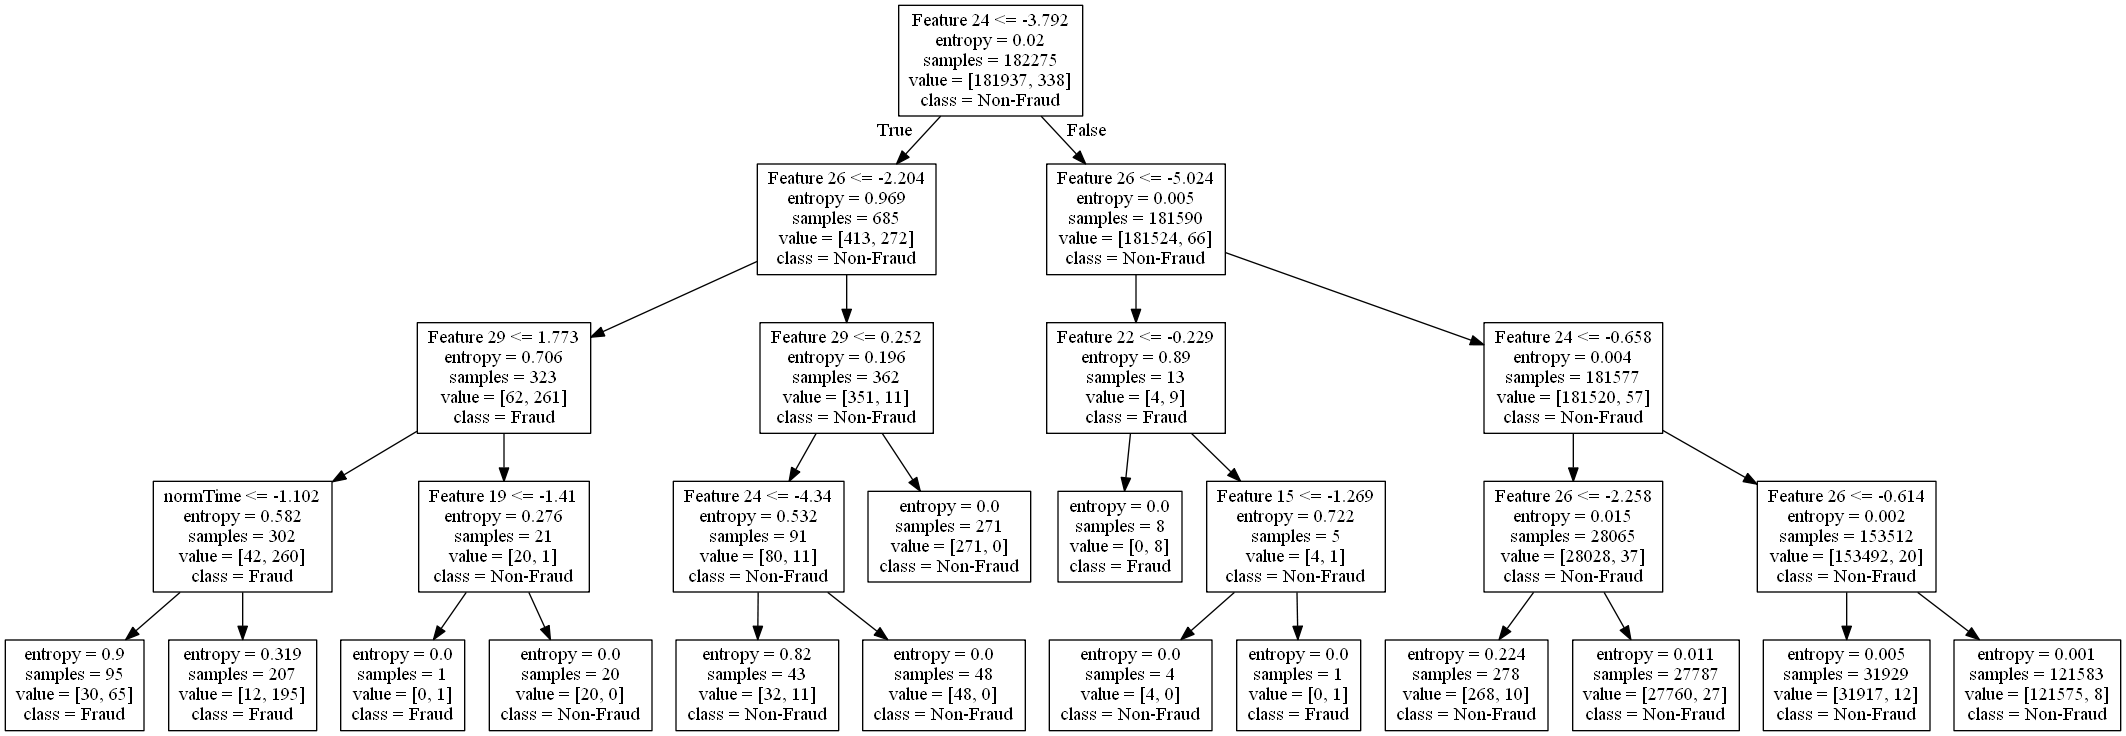 Feature 24 <= -3.792
entropy = 0.02
samples = 182275
value = [181937, 338]
class = Non-Fraud
True
False
Feature 26 <= -2.204
entropy = 0.969
samples = 685
value = [413, 272]
class = Non-Fraud
Feature 26 <= -5.024
entropy = 0.005
samples = 181590
value = [181524, 66]
class = Non-Fraud
Feature 29 <= 1.773
entropy = 0.706
samples = 323
value = [62, 261]
class = Fraud
Feature 29 <= 0.252
entropy = 0.196
samples = 362
value = [351, 11]
class = Non-Fraud
Feature 22 <= -0.229
entropy = 0.89
samples = 13
value = [4, 9]
class = Fraud
Feature 24 <= -0.658
entropy = 0.004
samples = 181577
value = [181520, 57]
class = Non-Fraud
normTime <= -1.102
entropy = 0.582
samples = 302
value = [42, 260]
class = Fraud
Feature 19 <= -1.41
entropy = 0.276
samples = 21
value = [20, 1]
class = Non-Fraud
Feature 24 <= -4.34
entropy = 0.532
samples = 91
value = [80, 11]
class = Non-Fraud
entropy = 0.0
samples = 271
value = [271, 0]
class = Non-Fraud
entropy = 0.0
samples = 8
value = [0, 8]
class = Fraud
Feature 15 <= -1.269
entropy = 0.722
samples = 5
value = [4, 1]
class = Non-Fraud
Feature 26 <= -2.258
entropy = 0.015
samples = 28065
value = [28028, 37]
class = Non-Fraud
Feature 26 <= -0.614
entropy = 0.002
samples = 153512
value = [153492, 20]
class = Non-Fraud
entropy = 0.9
samples = 95
value = [30, 65]
class = Fraud
entropy = 0.319
samples = 207
value = [12, 195]
class = Fraud
entropy = 0.0
samples = 1
value = [0, 1]
class = Fraud
entropy = 0.0
samples = 20
value = [20, 0]
class = Non-Fraud
entropy = 0.82
samples = 43
value = [32, 11]
class = Non-Fraud
entropy = 0.0
samples = 48
value = [48, 0]
class = Non-Fraud
entropy = 0.0
samples = 4
value = [4, 0]
class = Non-Fraud
entropy = 0.0
samples = 1
value = [0, 1]
class = Fraud
entropy = 0.224
samples = 278
value = [268, 10]
class = Non-Fraud
entropy = 0.011
samples = 27787
value = [27760, 27]
class = Non-Fraud
entropy = 0.005
samples = 31929
value = [31917, 12]
class = Non-Fraud
entropy = 0.001
samples = 121583
value = [121575, 8]
class = Non-Fraud